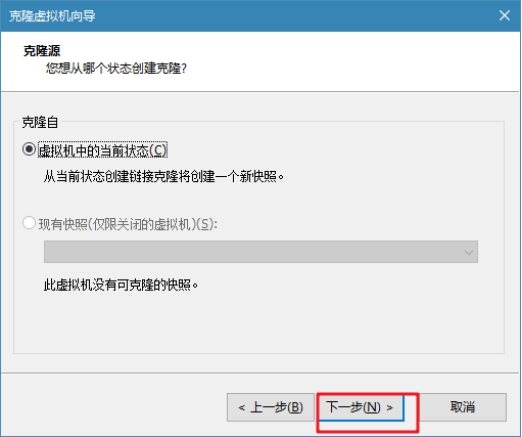 克隆虚拟机向导
克隆源
您想从哪个状态创建克隆?
克隆自
虚拟机中的当前状态(C)
从当前状态创建链接克隆将创建一个新快照。
现有快照(仅限关闭的虚拟机)(S):
此虚拟机没有可克隆的快照。
< 上一步(B) 下一步(N) > 取消